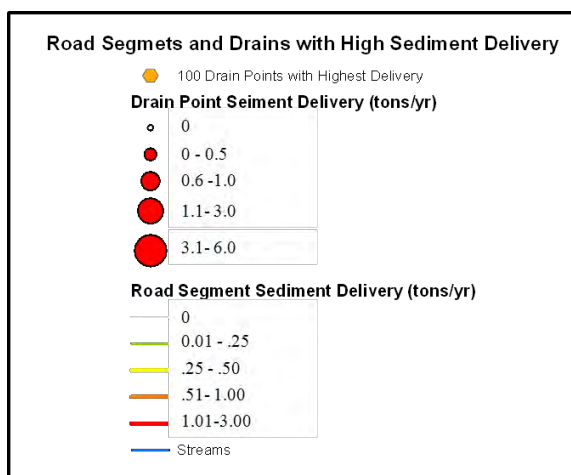 Road Segmets and Drains with High Sediment Delivery
100 Drain Points with Highest Delivery
Drain Point Seiment Delivery (tons/yr)
0
0 - 0.5
0.6 -1.0
1.1- 3.0
3.1- 6.0
Road Segment Sediment Delivery (tons/yr)
0
0.01 - .25
.25 - .50
.51- 1.00
1.01-3.00
Streams